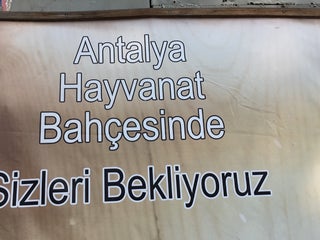 Antalya
Hayvanat
Bahçesinde
Sizleri Bekliyoruz